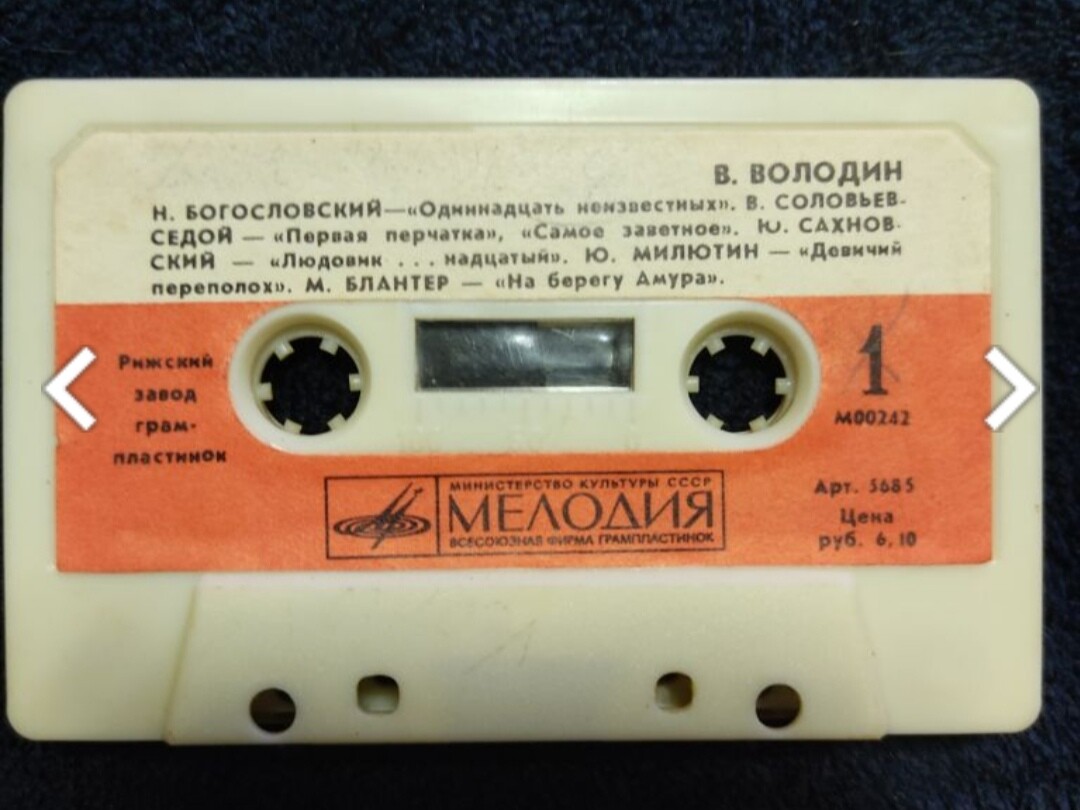 В. ВОЛОДИН
Н. БОГОСЛОВСКИЙ—«Одиннадцать неизвестных». В. СОЛОВЬЕВ-
СЕДОЙ — «Первая перчатка», «Самое заветное». Ю. САХНОВ-
СКИЙ — «Людовик . . . надцатый». Ю. МИЛЮТИН — «Девичий
переполох». М. БЛАНТЕР — «На берегу Амура».
Рижский
завод
грам-
пластинок
1
М00242
МИНИСТЕРСТВО КУЛЬТУРЫ СССР
МЕЛОДИЯ
ВСЕСОЮЗНАЯ ФИРМА ГРАМПЛАСТИНОК
Арт. 5685
Цена
руб. 6,10